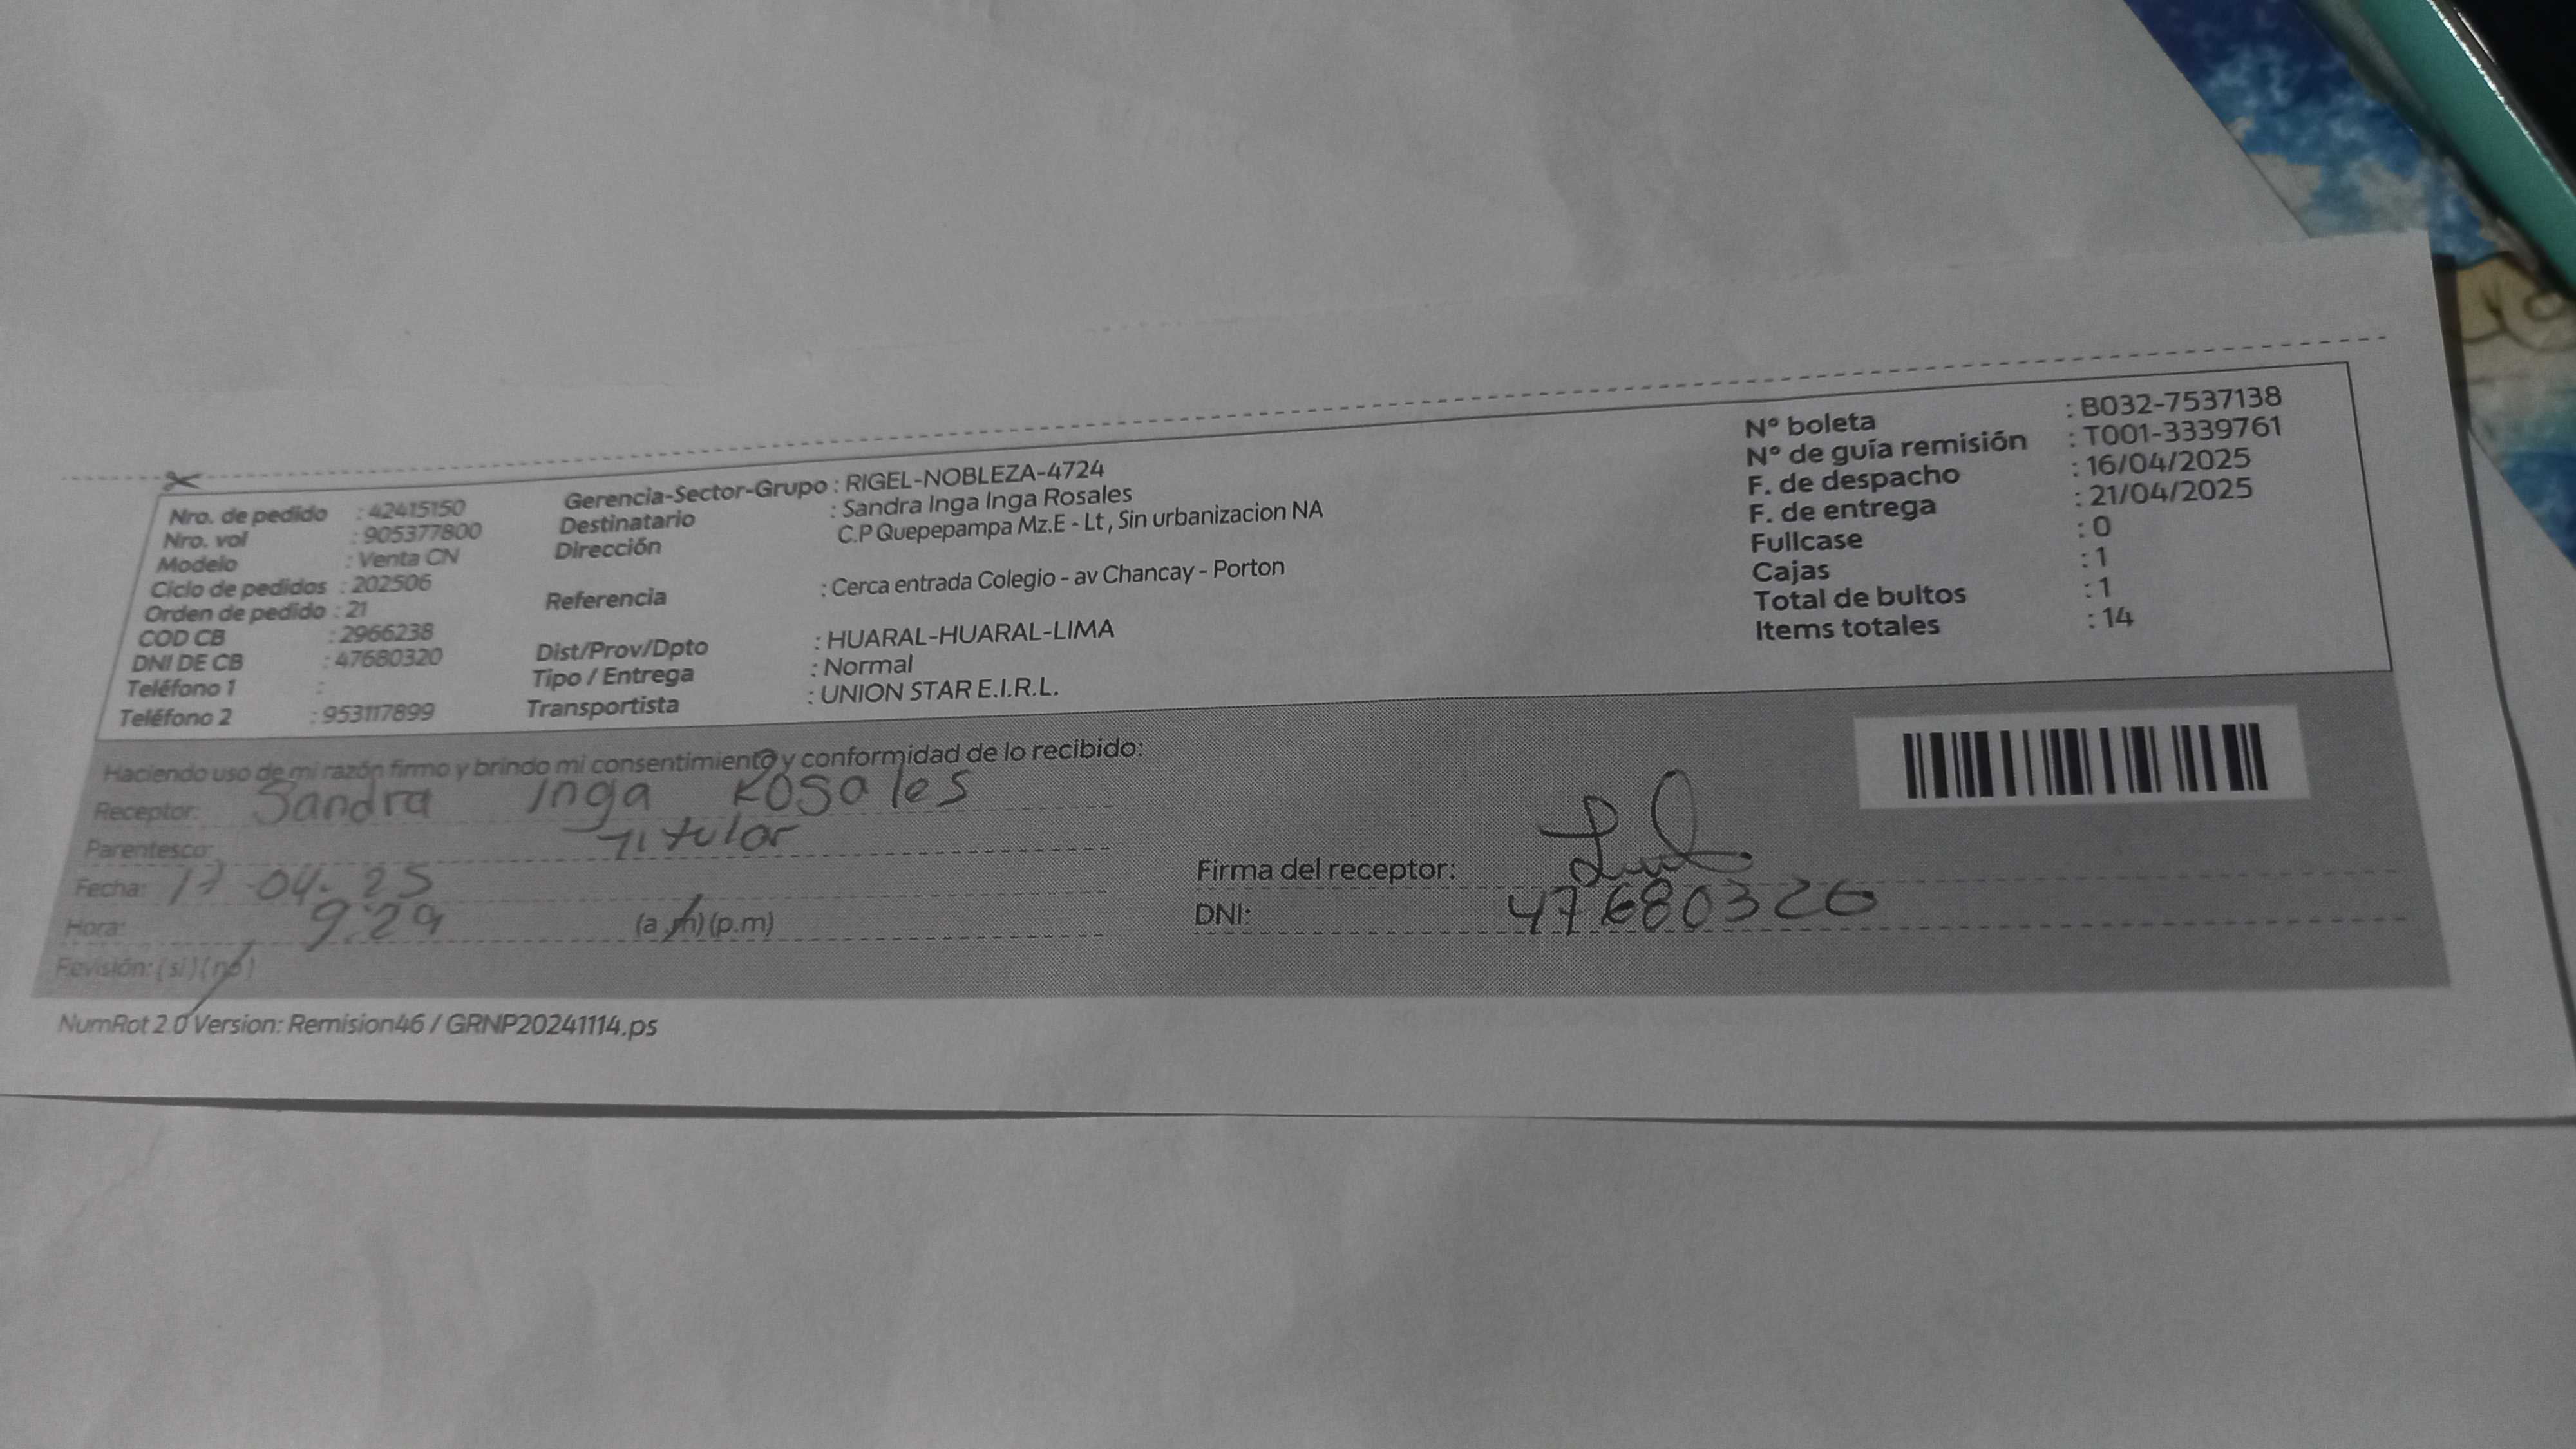 Nro. de pedido : 42415150
Nro. vol : 905377800
Modelo : Venta CN
Ciclo de pedidos : 202506
Orden de pedido : 21
COD CB : 2966238
DNI DE CB : 47680320
Teléfono 1 :
Teléfono 2 : 953117899
Gerencia-Sector-Grupo : RIGEL-NOBLEZA-4724
Destinatario : Sandra Inga Inga Rosales
Dirección C.P Quepepampa Mz.E - Lt , Sin urbanizacion NA
Referencia : Cerca entrada Colegio - av Chancay - Porton
Dist/Prov/Dpto : HUARAL-HUARAL-LIMA
Tipo / Entrega : Normal
Transportista : UNION STAR E.I.R.L.
N° boleta : B032-7537138
N° de guía remisión : T001-3339761
F. de despacho : 16/04/2025
F. de entrega : 21/04/2025
Fullcase : 0
Cajas : 1
Total de bultos : 1
Items totales : 14
Haciendo uso de mi razón firmo y brindo mi consentimiento y conformidad de lo recibido:
Receptor: Sandra Inga Rosales
Parentesco: Titular
Fecha: 17-04-25
Hora: 9:29 (a.m) (p.m)
Revisión: (si) (no)
Firma del receptor:
DNI: 47680320
NumRot 2.0 Version: Remision46 / GRNP20241114.ps